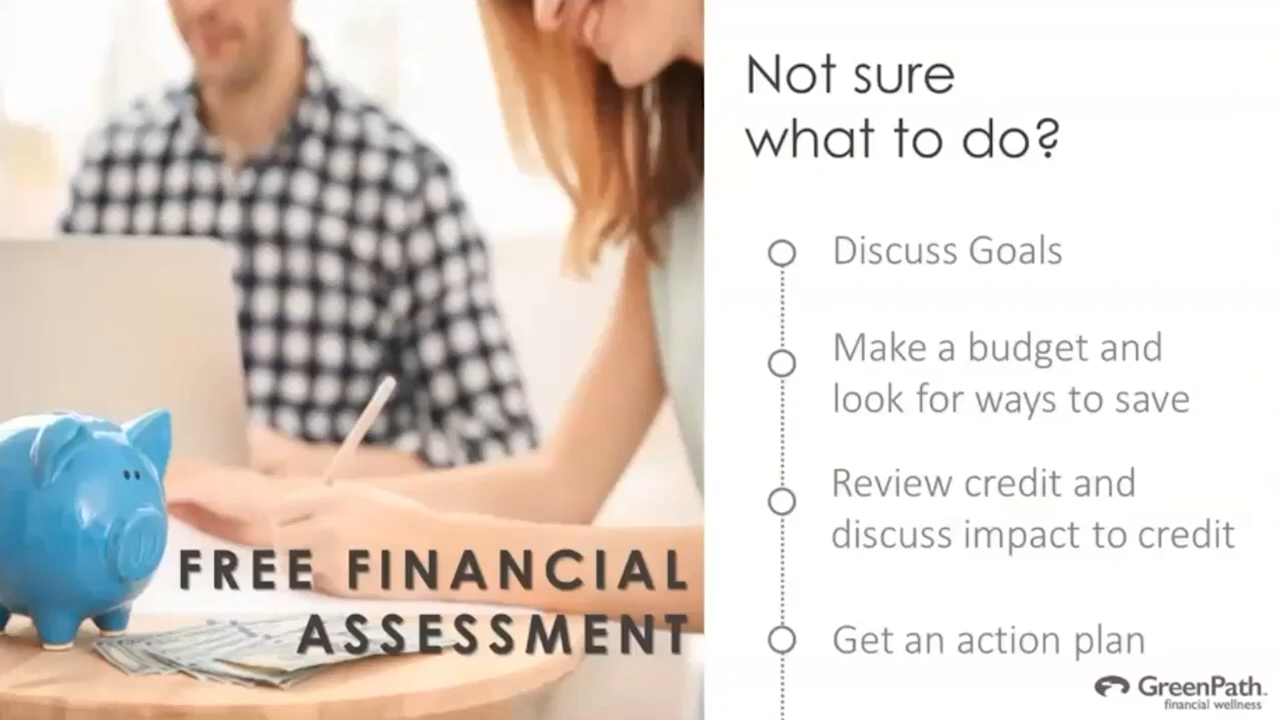 Not sure
what to do?
Discuss Goals
Make a budget and
look for ways to save
Review credit and
discuss impact to credit
Get an action plan
FREE FINANCIAL
ASSESSMENT
GreenPath
financial wellness